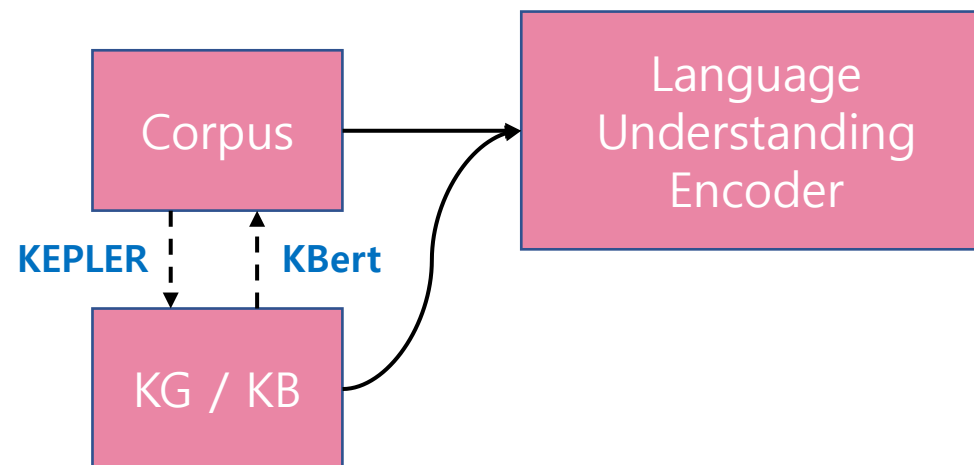 Corpus
Language
Understanding
Encoder
KEPLER
KBert
KG / KB